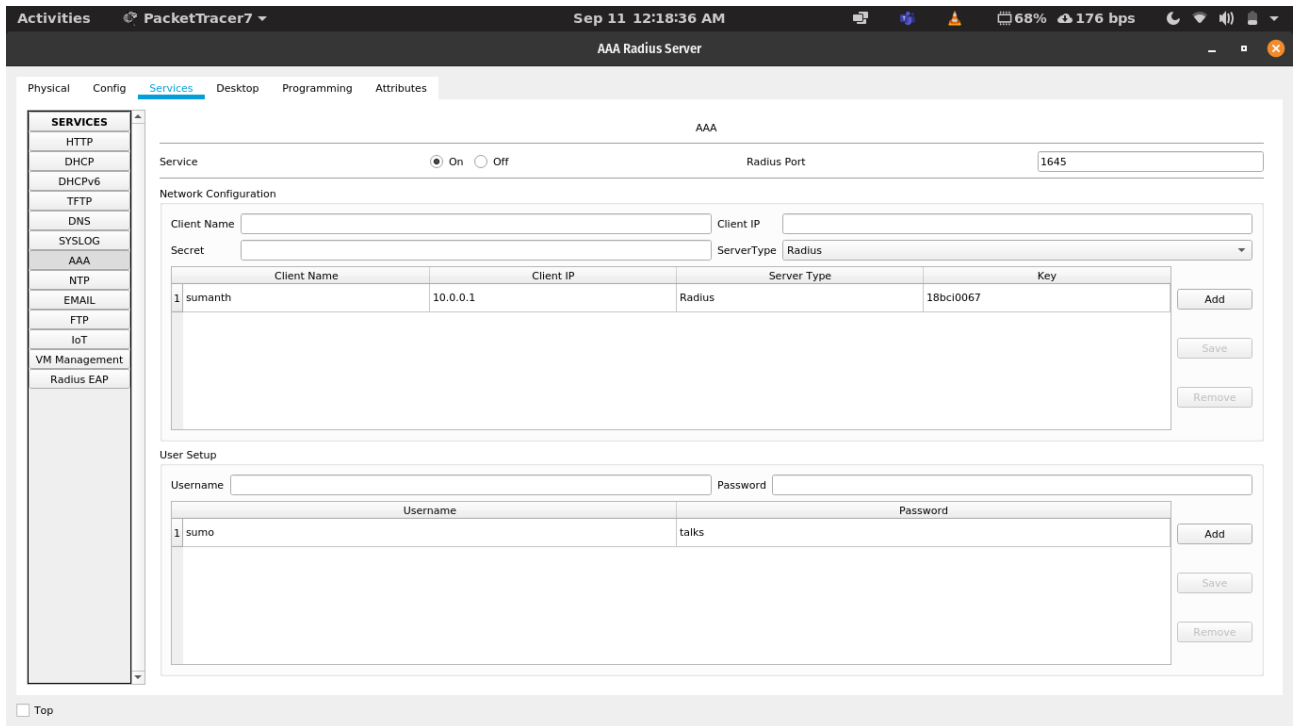 Activities PacketTracer7 Sep 11 12:18:36 AM 68% 176 bps
AAA Radius Server
Physical Config Services Desktop Programming Attributes
SERVICES
HTTP
DHCP
DHCPv6
TFTP
DNS
SYSLOG
AAA
NTP
EMAIL
FTP
IoT
VM Management
Radius EAP
AAA
Service On Off Radius Port 1645
Network Configuration
Client Name Client IP
Secret ServerType Radius
Client Name Client IP Server Type Key
1 sumanth 10.0.0.1 Radius 18bci0067
Add
Save
Remove
User Setup
Username Password
Username Password
1 sumo talks
Add
Save
Remove
Top